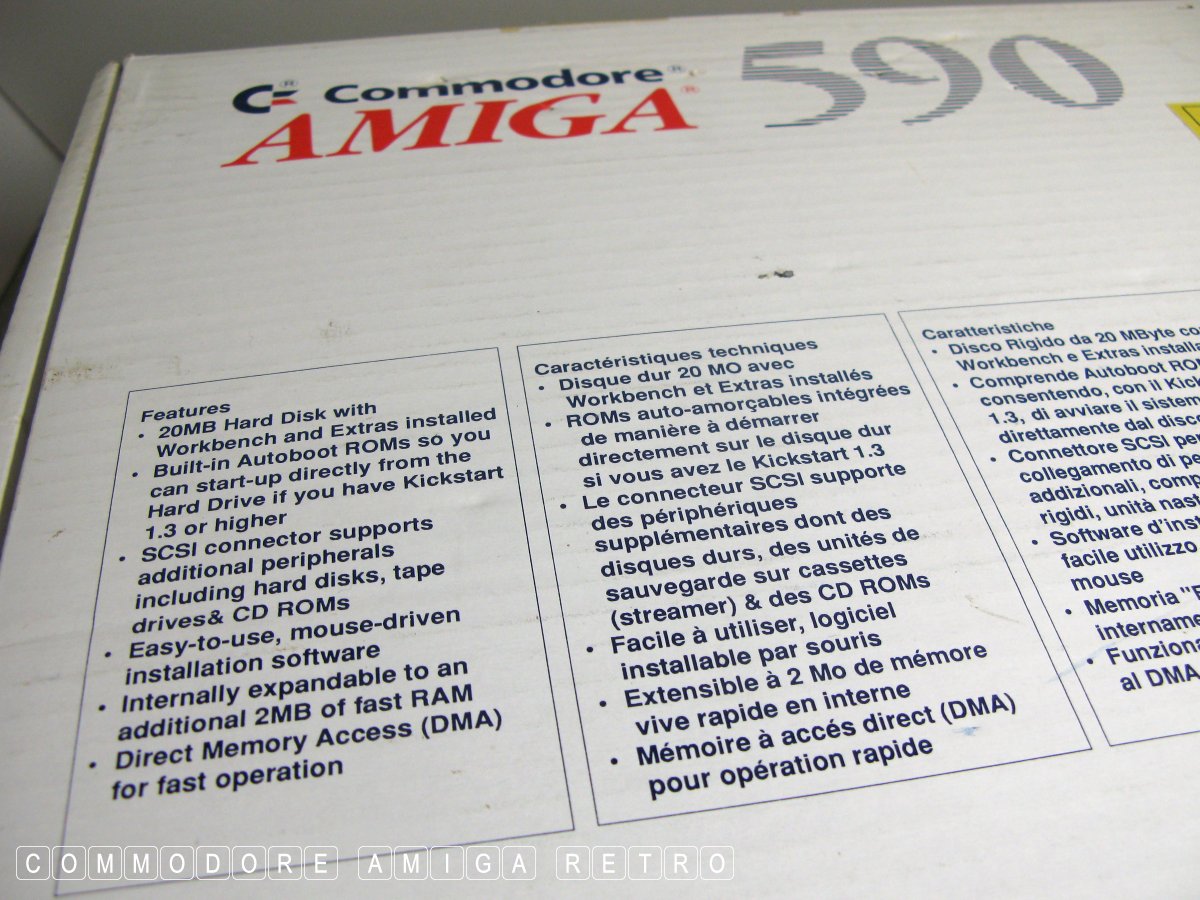 Commodore®
AMIGA®
590
Features
• 20MB Hard Disk with
Workbench and Extras installed
• Built-in Autoboot ROMs so you
can start-up directly from the
Hard Drive if you have Kickstart
1.3 or higher
• SCSI connector supports
additional peripherals
including hard disks, tape
drives& CD ROMs
• Easy-to-use, mouse-driven
installation software
• Internally expandable to an
additional 2MB of fast RAM
• Direct Memory Access (DMA)
for fast operation
Caractéristiques techniques
• Disque dur 20 MO avec
Workbench et Extras installés
• ROMs auto-amorçables intégrées
de manière à démarrer
directement sur le disque dur
si vous avez le Kickstart 1.3
• Le connecteur SCSI supporte
des périphériques
supplémentaires dont des
disques durs, des unités de
sauvegarde sur cassettes
(streamer) & des CD ROMs
• Facile à utiliser, logiciel
installable par souris
• Extensible à 2 Mo de mémore
vive rapide en interne
• Mémoire à accés direct (DMA)
pour opération rapide
Caratteristiche
• Disco Rigido da 20 MByte
Workbench e Extras
• Comprende Autoboot
consentendo, con il
1.3, di avviare il
direttamente dal
• Connettore SCSI
collegamento di
addizionali,
rigidi, unità
• Software
facile utilizzo
mouse
• Memoria
al DMA
COMMODORE AMIGA RETRO